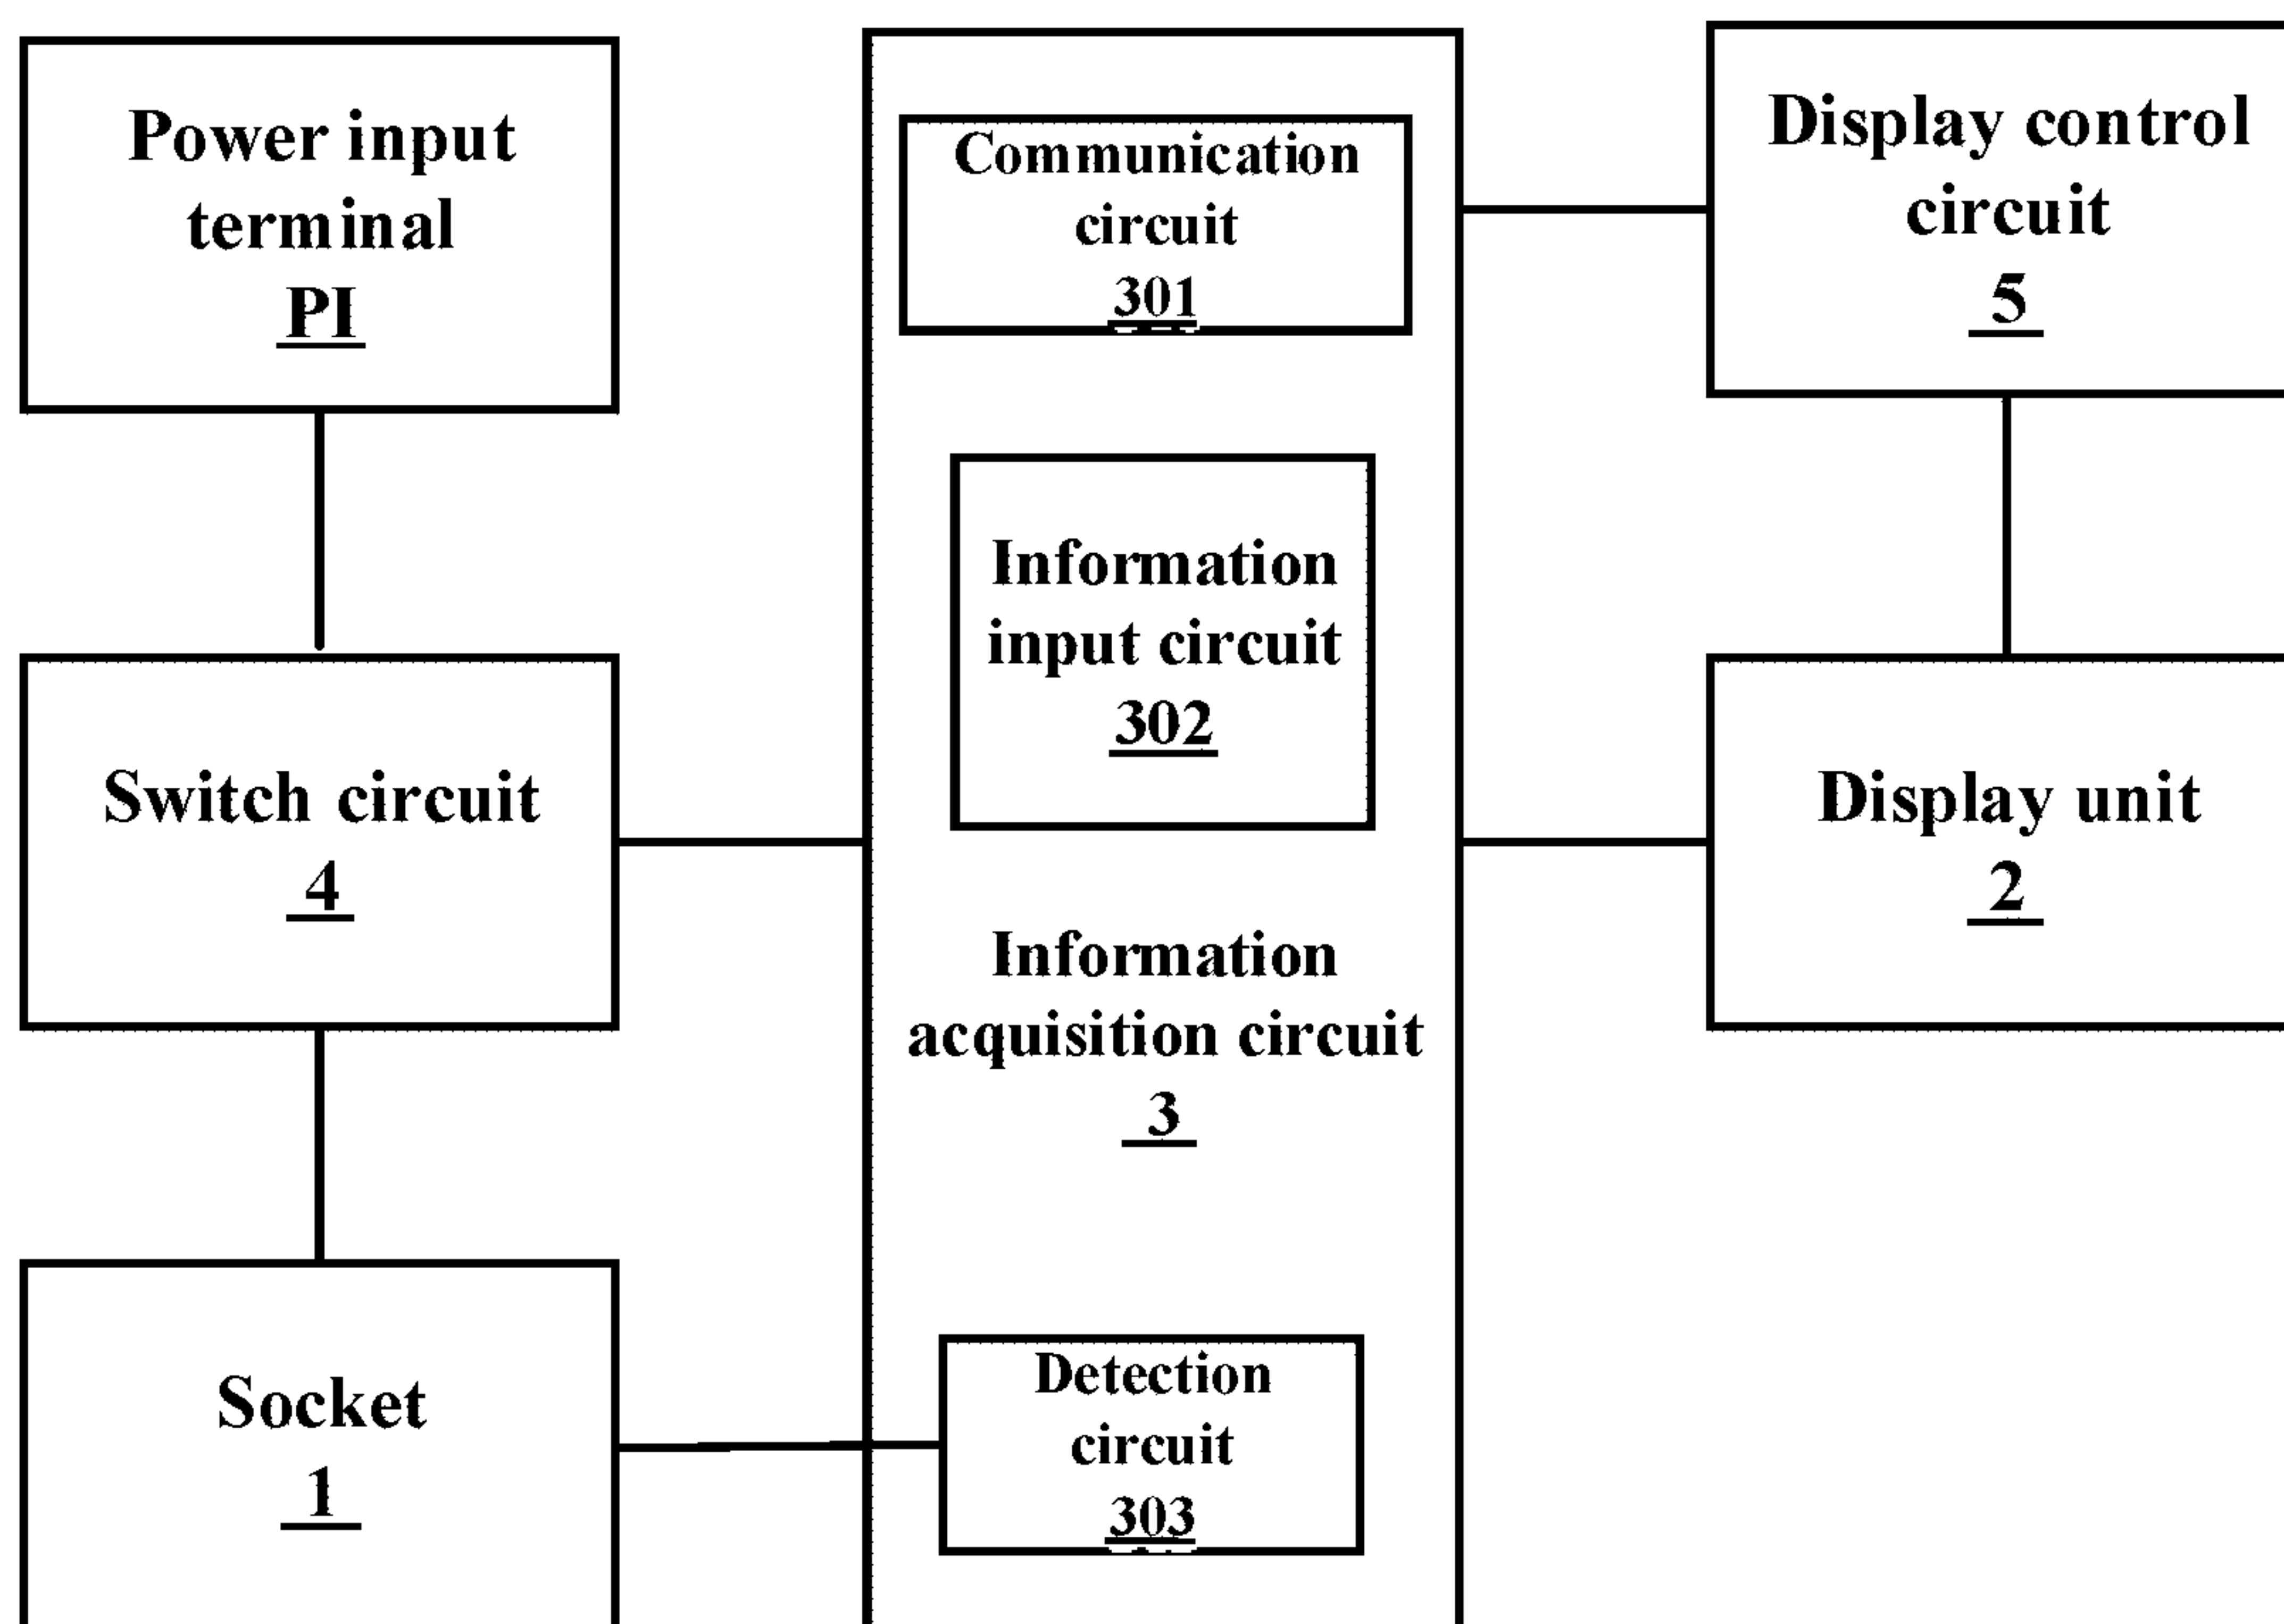 Power input
terminal
PI
Switch circuit
4
Socket
1
Communication
circuit
301
Information
input circuit
302
Information
acquisition circuit
3
Detection
circuit
303
Display control
circuit
5
Display unit
2